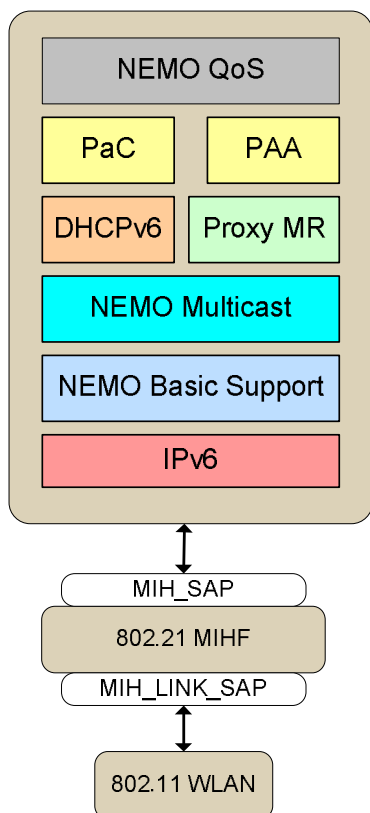 NEMO QoS
PaC
PAA
DHCPv6
Proxy MR
NEMO Multicast
NEMO Basic Support
IPv6
MIH_SAP
802.21 MIHF
MIH_LINK_SAP
802.11 WLAN